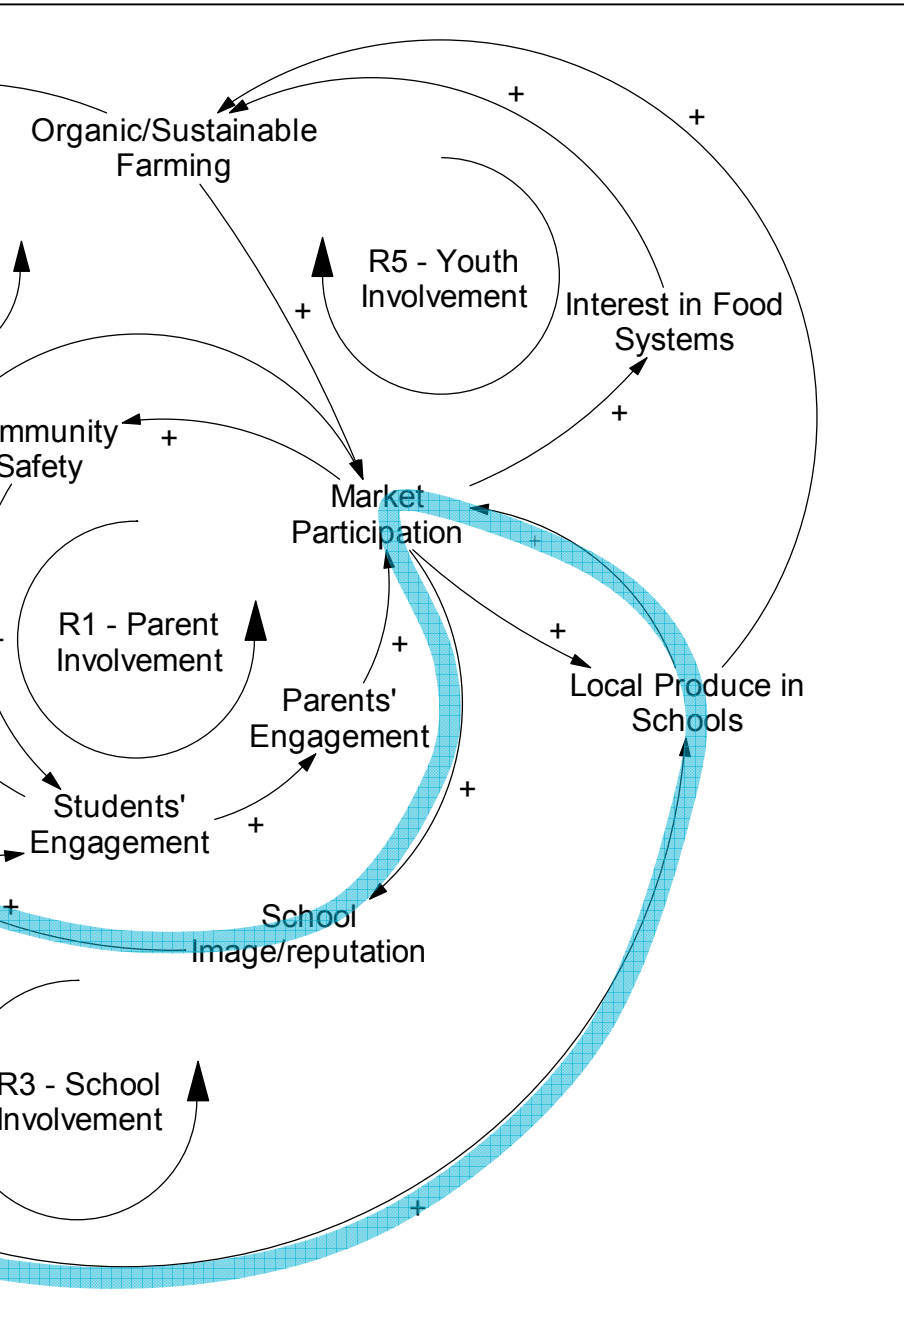 +
+
Organic/Sustainable
Farming
R5 - Youth
Involvement
+
Interest in Food
Systems
+
mmunity
Safety
+
Market
Participation
+
R1 - Parent
Involvement
+
+
Local Produce in
Schools
Parents'
Engagement
+
Students'
Engagement
+
+
School
Image/reputation
R3 - School
Involvement
+